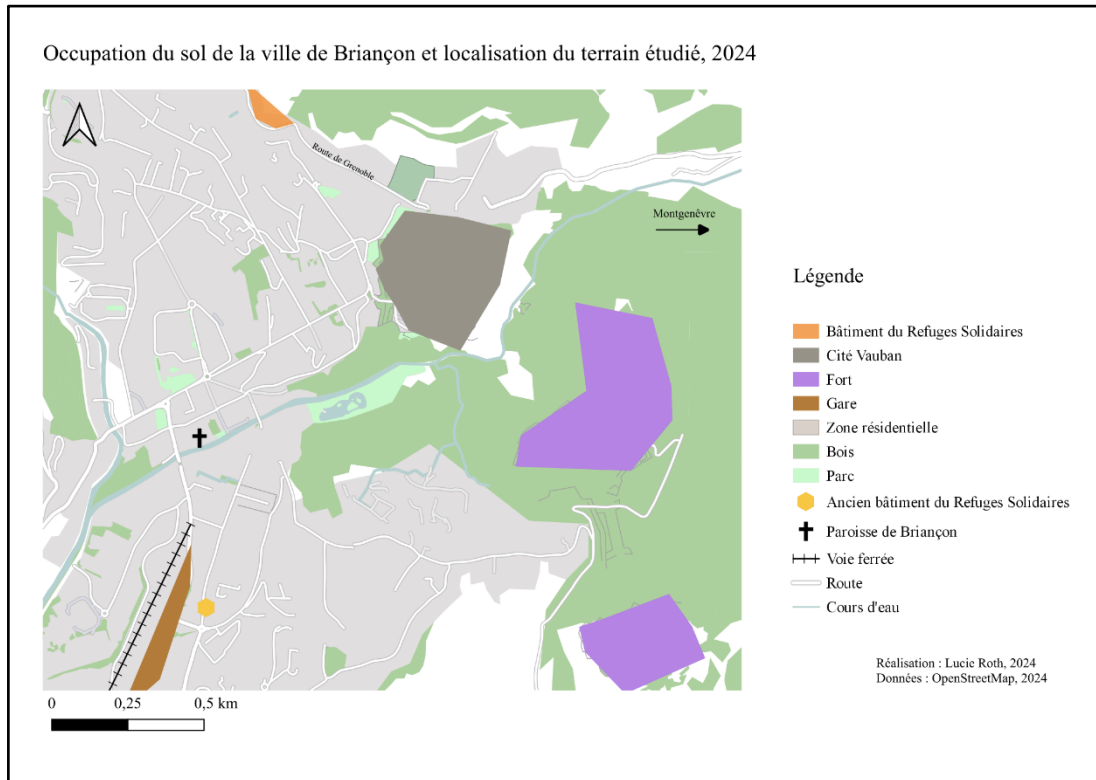 Occupation du sol de la ville de Briançon et localisation du terrain étudié, 2024
Route de Grenoble
Montgenêvre
Légende
Bâtiment du Refuges Solidaires
Cité Vauban
Fort
Gare
Zone résidentielle
Bois
Parc
Ancien bâtiment du Refuges Solidaires
Paroisse de Briançon
Voie ferrée
Route
Cours d'eau
Réalisation : Lucie Roth, 2024
Données : OpenStreetMap, 2024
0 0,25 0,5 km